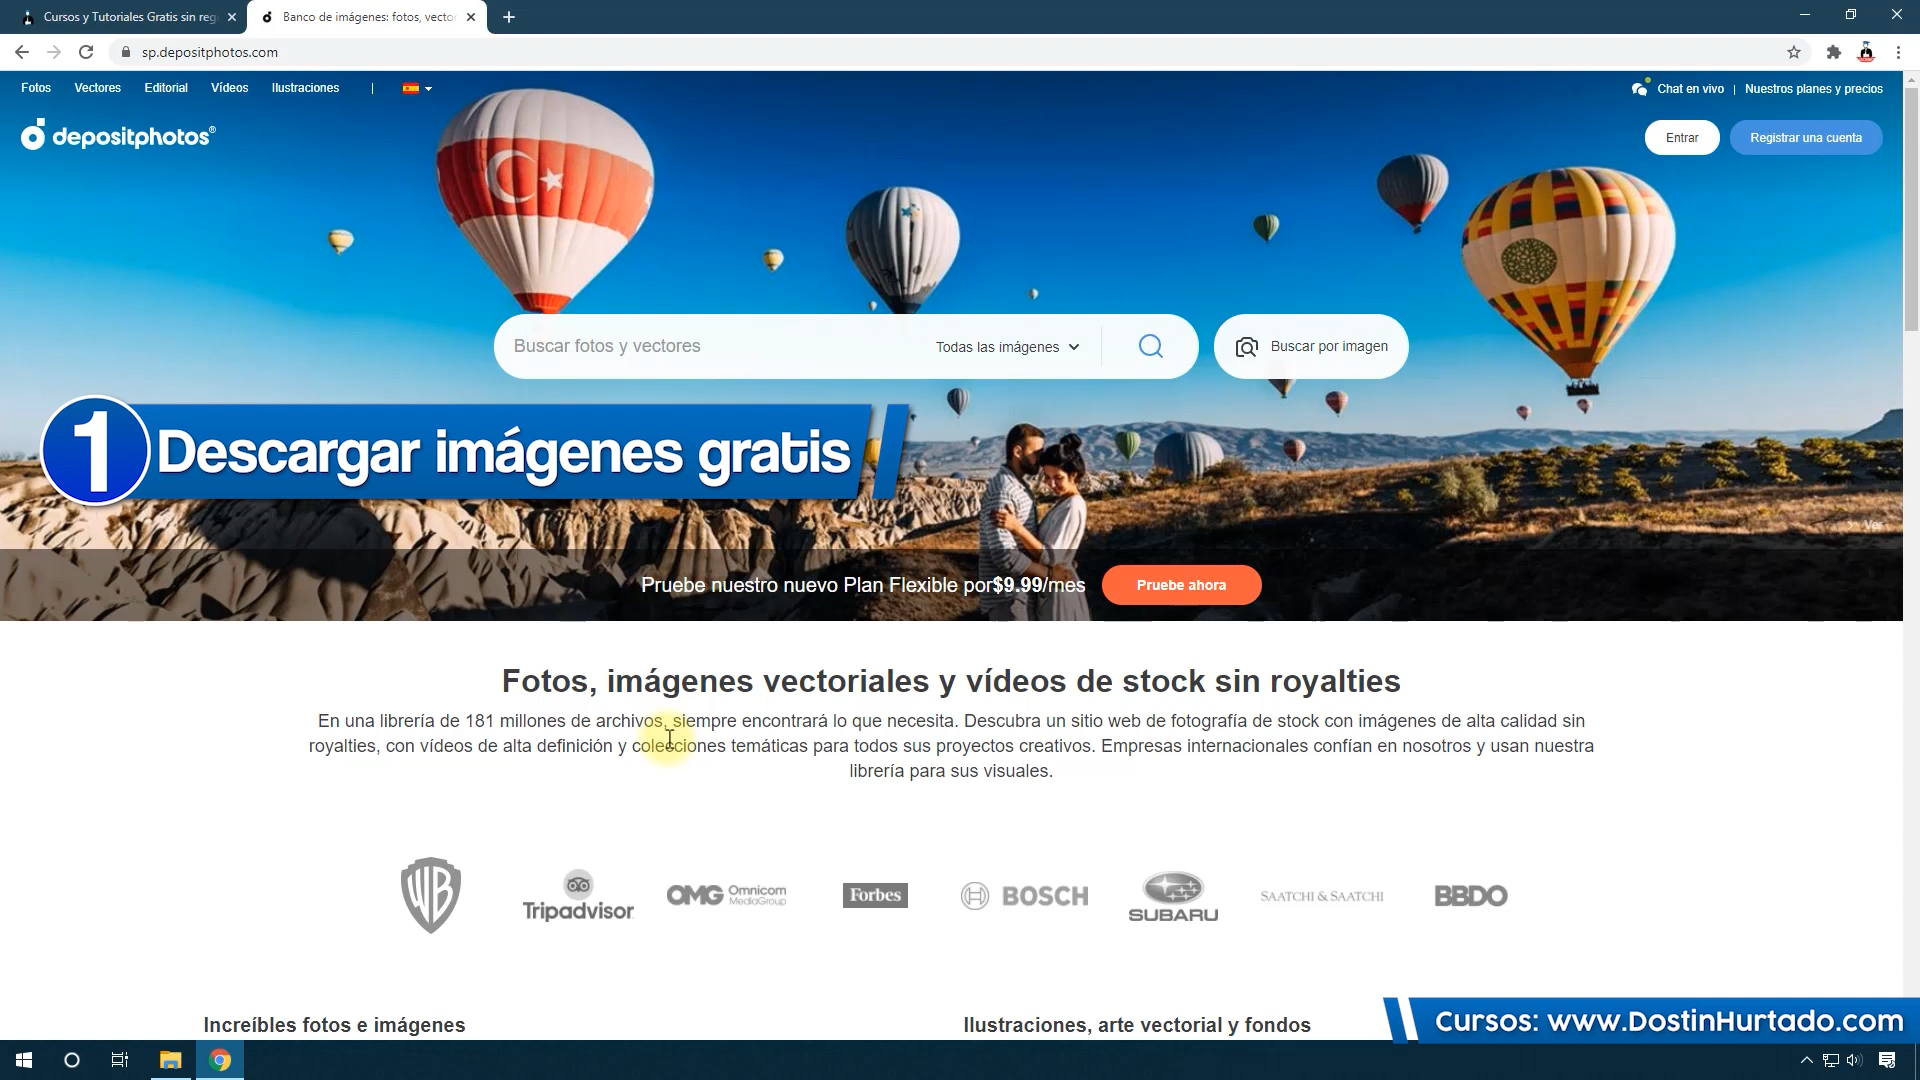 Cursos y Tutoriales Gratis sin reg
Banco de imágenes: fotos, vector
sp.depositphotos.com
Fotos
Vectores
Editorial
Vídeos
Ilustraciones
|
Chat en vivo | Nuestros planes y precios
depositphotos®
Entrar
Registrar una cuenta
Buscar fotos y vectores
Todas las imágenes
Buscar por imagen
1 Descargar imágenes gratis
Ver
Pruebe nuestro nuevo Plan Flexible por$9.99/mes
Pruebe ahora
Fotos, imágenes vectoriales y vídeos de stock sin royalties
En una librería de 181 millones de archivos, siempre encontrará lo que necesita. Descubra un sitio web de fotografía de stock con imágenes de alta calidad sin
royalties, con vídeos de alta definición y colecciones temáticas para todos sus proyectos creativos. Empresas internacionales confían en nosotros y usan nuestra
librería para sus visuales.
WB
Tripadvisor
OMG Omnicom
MediaGroup
Forbes
BOSCH
SUBARU
SAATCHI & SAATCHI
BBDO
Increíbles fotos e imágenes
Ilustraciones, arte vectorial y fondos
Cursos: www.DostinHurtado.com